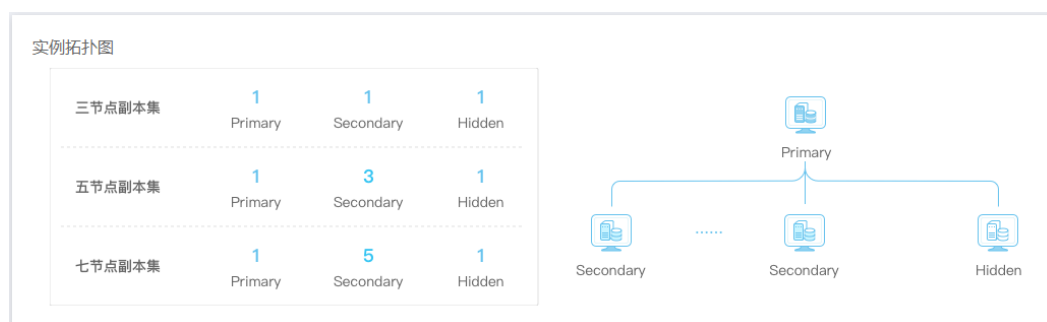 实例拓扑图
三节点副本集
1 1 1
Primary Secondary Hidden
五节点副本集
1 3 1
Primary Secondary Hidden
七节点副本集
1 5 1
Primary Secondary Hidden
Primary
......
Secondary Secondary Hidden